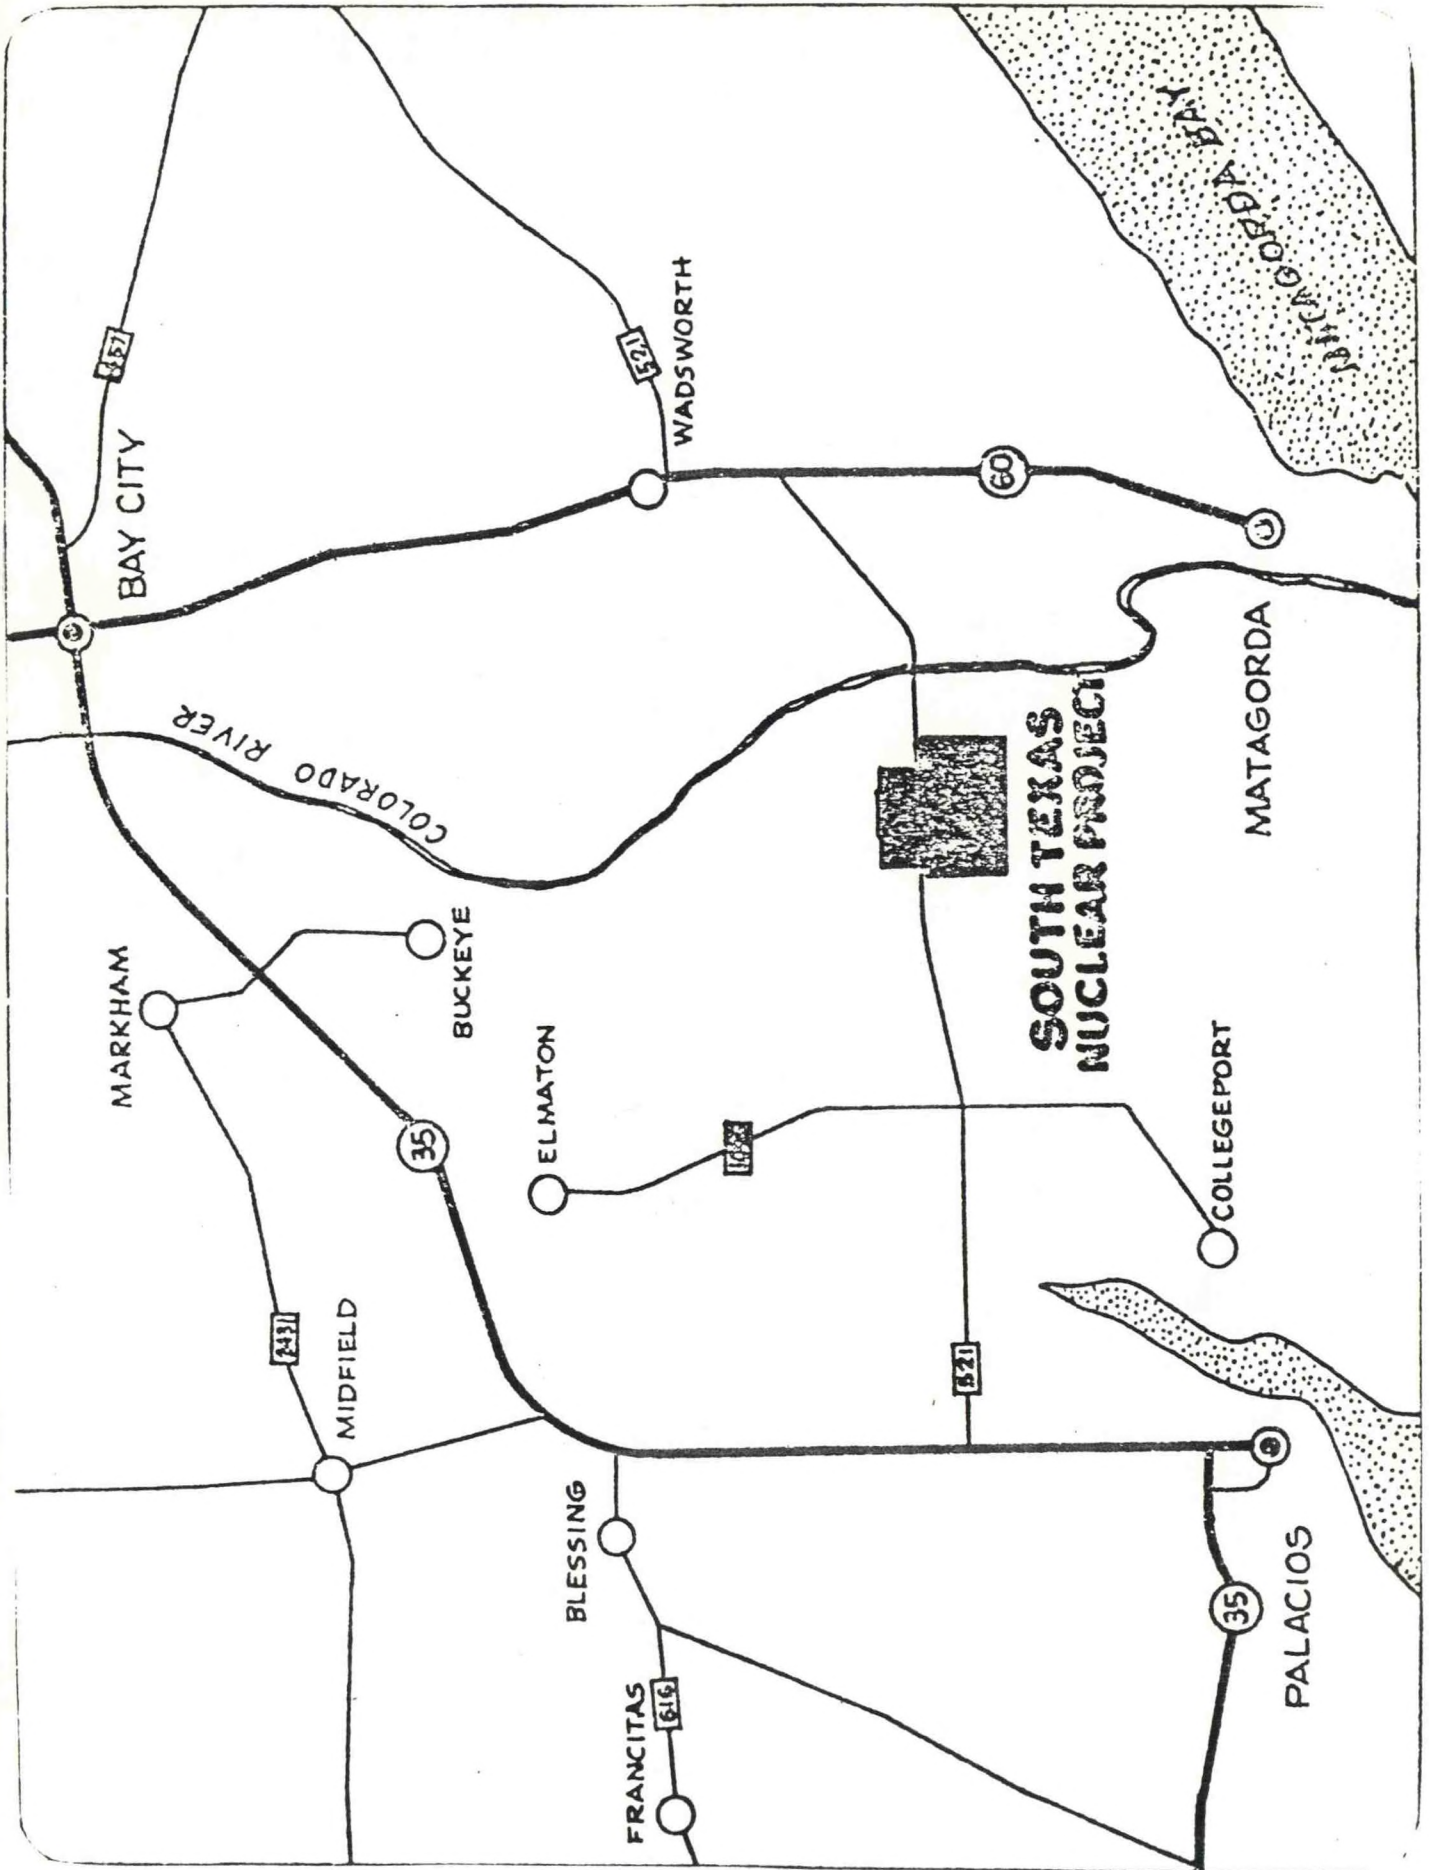 MARKHAM
BAY CITY
457
COLORADO RIVER
BUCKEYE
MIDFIELD
2431
35
ELMATON
BLESSING
FRANCITAS
616
521
WADSWORTH
521
60
SOUTH TEXAS
NUCLEAR PROJECT
COLLEGEPORT
MATAGORDA
PALACIOS
35
MATAGORDA BAY